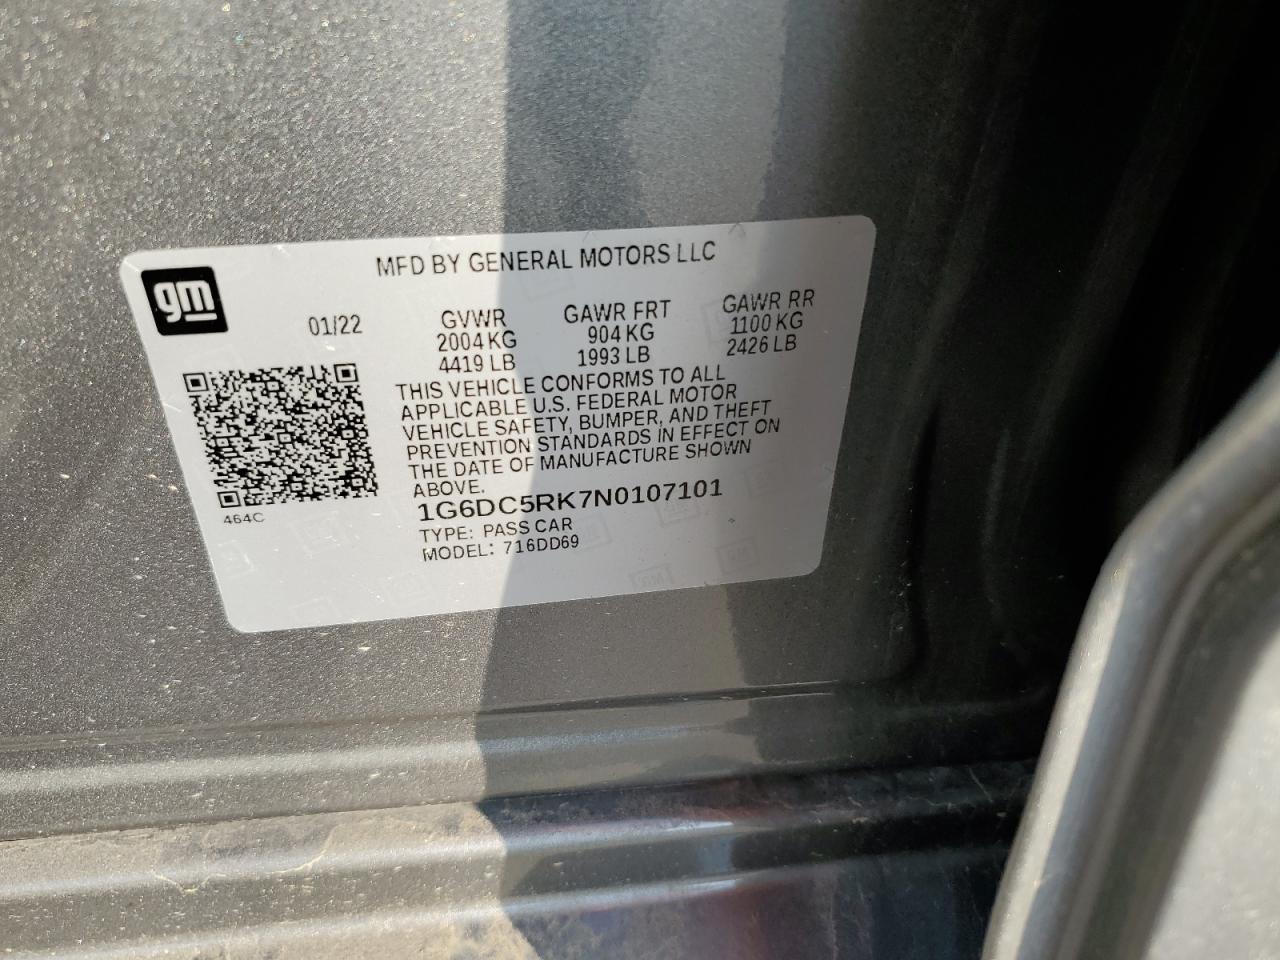 MFD BY GENERAL MOTORS LLC
gm
01/22
GVWR
2004 KG
4419 LB
GAWR FRT
904 KG
1993 LB
GAWR RR
1100 KG
2426 LB
THIS VEHICLE CONFORMS TO ALL
APPLICABLE U.S. FEDERAL MOTOR
VEHICLE SAFETY, BUMPER, AND THEFT
PREVENTION STANDARDS IN EFFECT ON
THE DATE OF MANUFACTURE SHOWN
ABOVE.
1G6DC5RK7N0107101
TYPE: PASS CAR
MODEL: 716DD69
464C